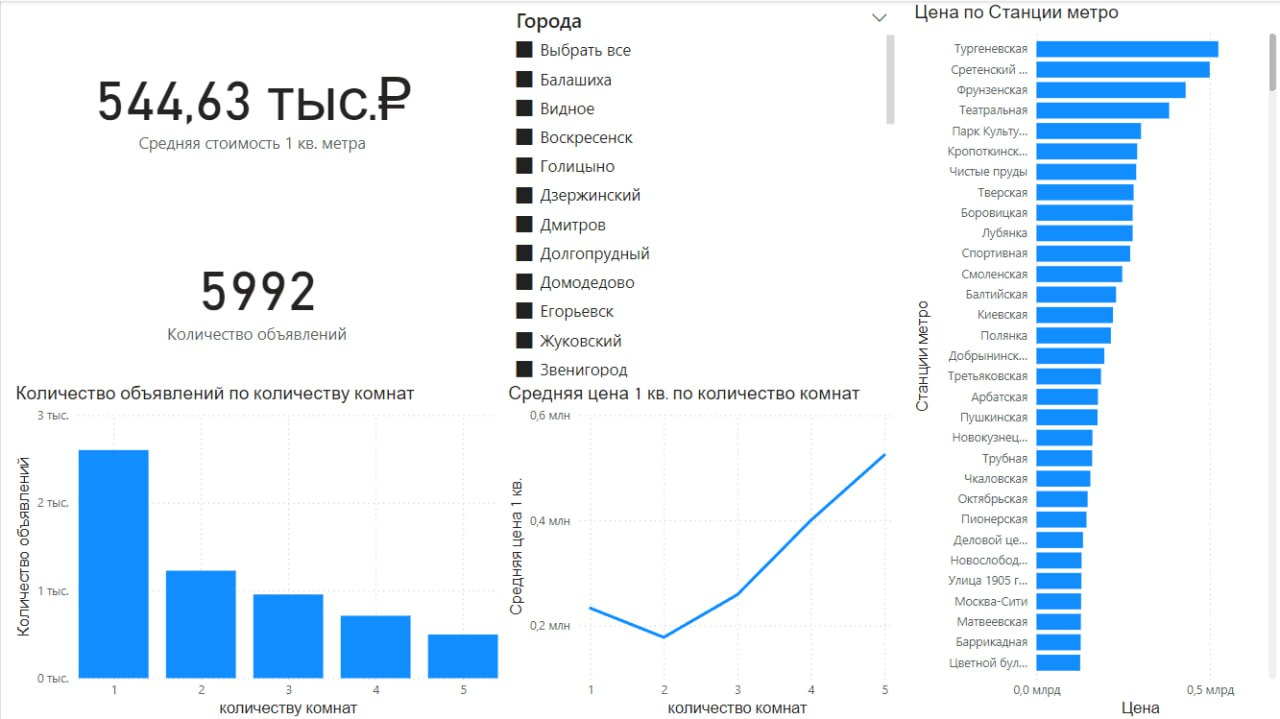 544,63 тыс.₽
Средняя стоимость 1 кв. метра
5992
Количество объявлений
Города
Выбрать все
Балашиха
Видное
Воскресенск
Голицыно
Дзержинский
Дмитров
Долгопрудный
Домодедово
Егорьевск
Жуковский
Звенигород
Количество объявлений по количеству комнат
Количество объявлений
3 тыс.
2 тыс.
1 тыс.
0 тыс.
1 2 3 4 5
количеству комнат
Средняя цена 1 кв. по количество комнат
Средняя цена 1 кв.
0,6 млн
0,4 млн
0,2 млн
1 2 3 4 5
количество комнат
Цена по Станции метро
Станции метро
Тургеневская
Сретенский ...
Фрунзенская
Театральная
Парк Культу...
Кропоткинск...
Чистые пруды
Тверская
Боровицкая
Лубянка
Спортивная
Смоленская
Балтийская
Киевская
Полянка
Добрынинск...
Третьяковская
Арбатская
Пушкинская
Новокузнец...
Трубная
Чкаловская
Октябрьская
Пионерская
Деловой це...
Новослобод...
Улица 1905 г...
Москва-Сити
Матвеевская
Баррикадная
Цветной бул...
0,0 млрд 0,5 млрд
Цена